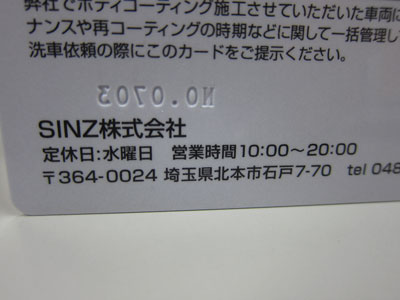 弊社でボディコーティング施工させていただいた車両に
ナンスや再コーティングの時期などに関して一括管理し
洗車依頼の際にこのカードをご提示ください。
NO.0703
SINZ株式会社
定休日:水曜日 営業時間10:00～20:00
〒364-0024 埼玉県北本市石戸7-70 tel 048